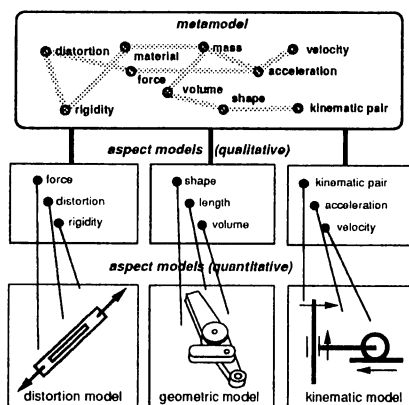 metamodel
distortion
material
mass
velocity
force
acceleration
volume
shape
rigidity
kinematic pair
aspect models (qualitative)
force
distortion
rigidity
shape
length
volume
kinematic pair
acceleration
velocity
aspect models (quantitative)
distortion model
geometric model
kinematic model